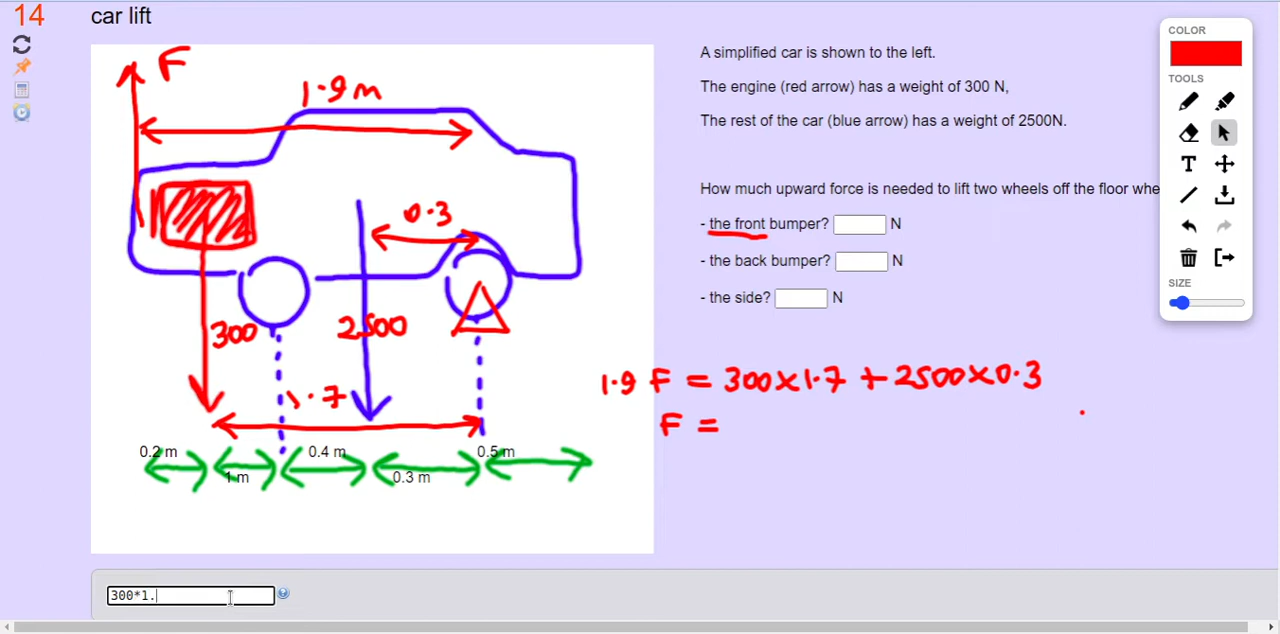 14
car lift
F
1.9 m
0.3
300
2500
1.7
0.2 m
1 m
0.4 m
0.3 m
0.5 m
A simplified car is shown to the left.
The engine (red arrow) has a weight of 300 N,
The rest of the car (blue arrow) has a weight of 2500N.
How much upward force is needed to lift two wheels off the floor whe
- the front bumper? N
- the back bumper? N
- the side? N
1.9 F = 300×1.7 + 2500×0.3
F =
300*1.
COLOR
TOOLS
T
SIZE